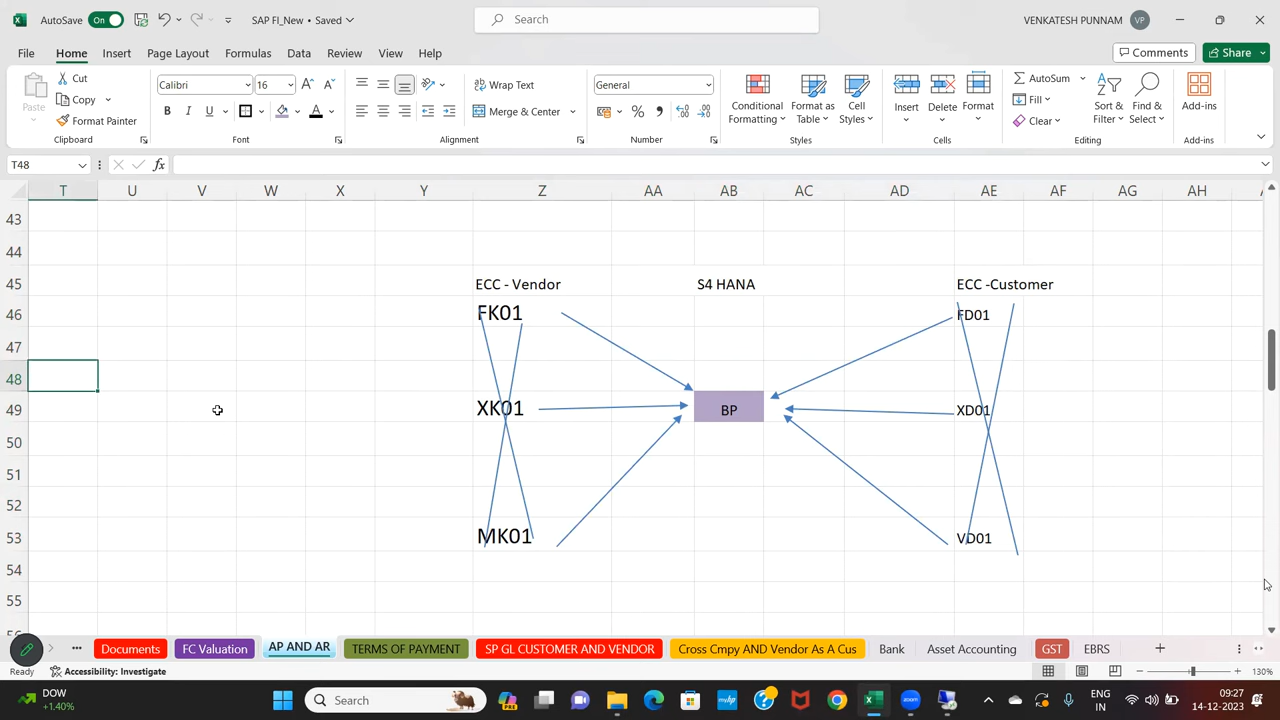 AutoSave On SAP FI_New • Saved Search VENKATESH PUNNAM VP
File Home Insert Page Layout Formulas Data Review View Help Comments Share
Paste Cut Copy Format Painter Clipboard
Calibri 16 B I U A Font
Wrap Text Merge & Center Alignment
General % , Number
Conditional Formatting Format as Table Cell Styles Styles
Insert Delete Format Cells
AutoSum Fill Clear Sort & Filter Find & Select Editing
Add-ins Add-ins
T48 fx
T U V W X Y Z AA AB AC AD AE AF AG AH
43
44
45 ECC - Vendor S4 HANA ECC -Customer
46 FK01 FD01
47
48
49 XK01 BP XD01
50
51
52
53 MK01 VD01
54
55
56
Documents FC Valuation AP AND AR TERMS OF PAYMENT SP GL CUSTOMER AND VENDOR Cross Cmpy AND Vendor As A Cus Bank Asset Accounting GST EBRS
Ready Accessibility: Investigate 130%
DOW +1.40% Search ENG IN 09:27 14-12-2023